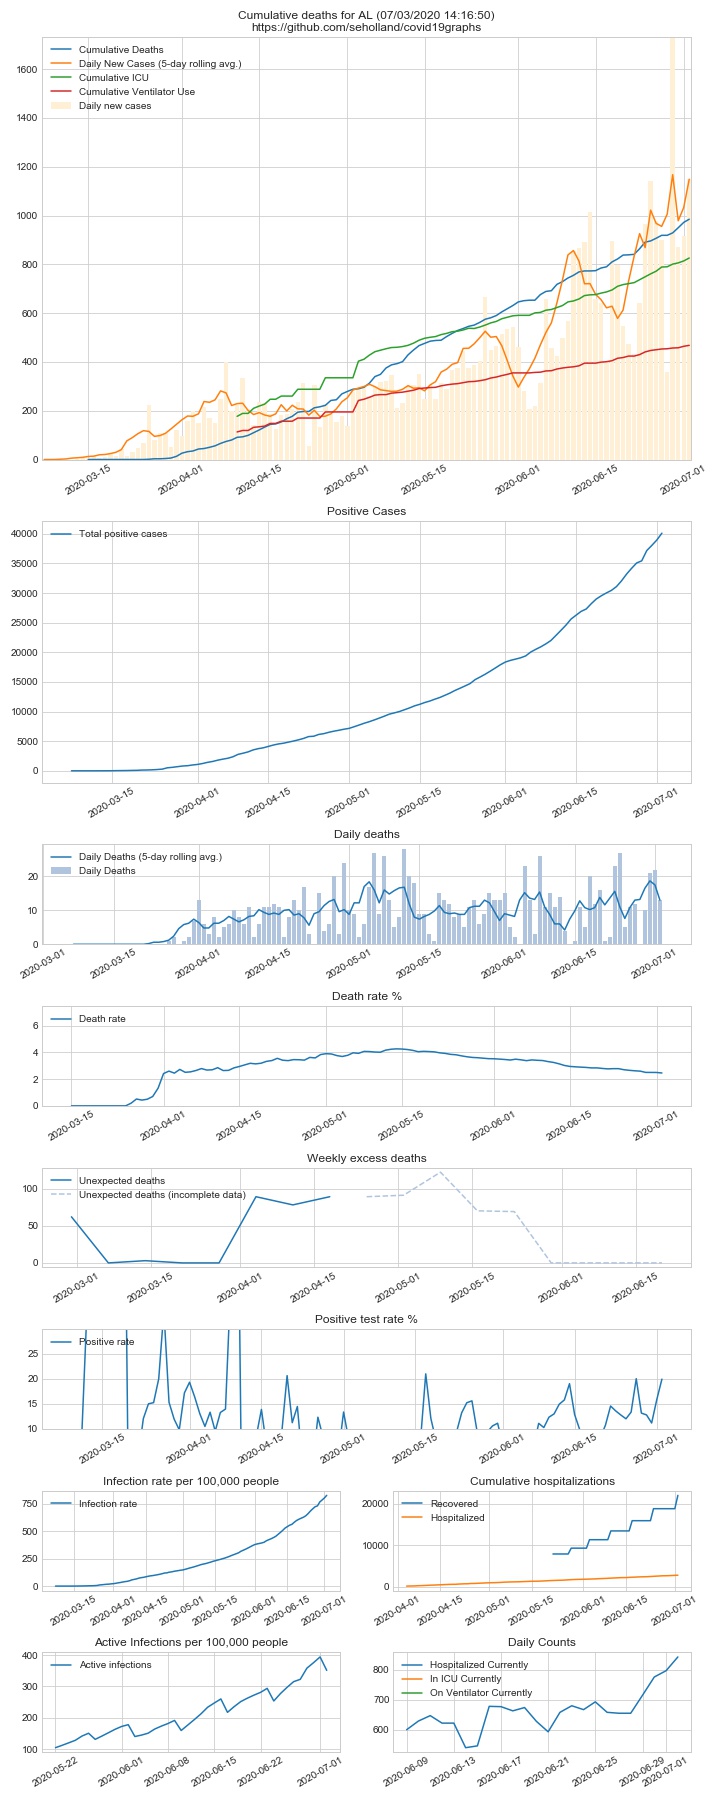 Cumulative deaths for AL (07/03/2020 14:16:50)
https://github.com/seholland/covid19graphs
Cumulative Deaths
Daily New Cases (5-day rolling avg.)
Cumulative ICU
Cumulative Ventilator Use
Daily new cases
1600
1400
1200
1000
800
600
400
200
0
2020-03-15 2020-04-01 2020-04-15 2020-05-01 2020-05-15 2020-06-01 2020-06-15 2020-07-01
Positive Cases
Total positive cases
40000
35000
30000
25000
20000
15000
10000
5000
0
2020-03-15 2020-04-01 2020-04-15 2020-05-01 2020-05-15 2020-06-01 2020-06-15 2020-07-01
Daily deaths
Daily Deaths (5-day rolling avg.)
Daily Deaths
20
10
0
2020-03-01 2020-03-15 2020-04-01 2020-04-15 2020-05-01 2020-05-15 2020-06-01 2020-06-15 2020-07-01
Death rate %
Death rate
6
4
2
0
2020-03-15 2020-04-01 2020-04-15 2020-05-01 2020-05-15 2020-06-01 2020-06-15 2020-07-01
Weekly excess deaths
Unexpected deaths
Unexpected deaths (incomplete data)
100
50
0
2020-03-01 2020-03-15 2020-04-01 2020-04-15 2020-05-01 2020-05-15 2020-06-01 2020-06-15
Positive test rate %
Positive rate
25
20
15
10
2020-03-15 2020-04-01 2020-04-15 2020-05-01 2020-05-15 2020-06-01 2020-06-15 2020-07-01
Infection rate per 100,000 people
Infection rate
750
500
250
0
2020-03-15 2020-04-01 2020-04-15 2020-05-01 2020-05-15 2020-06-01 2020-06-15 2020-07-01
Cumulative hospitalizations
Recovered
Hospitalized
20000
10000
0
2020-04-01 2020-04-15 2020-05-01 2020-05-15 2020-06-01 2020-06-15 2020-07-01
Active Infections per 100,000 people
Active infections
400
300
200
100
2020-05-22 2020-06-01 2020-06-08 2020-06-15 2020-06-22 2020-07-01
Daily Counts
Hospitalized Currently
In ICU Currently
On Ventilator Currently
800
700
600
2020-06-09 2020-06-13 2020-06-17 2020-06-21 2020-06-25 2020-06-29 2020-07-01